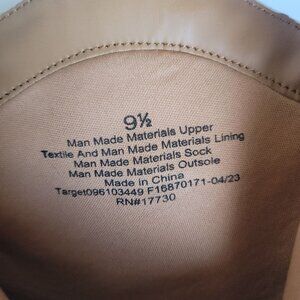 9½
Man Made Materials Upper
Textile And Man Made Materials Lining
Man Made Materials Sock
Man Made Materials Outsole
Made in China
Target096103449 F16870171-04/23
RN#17730